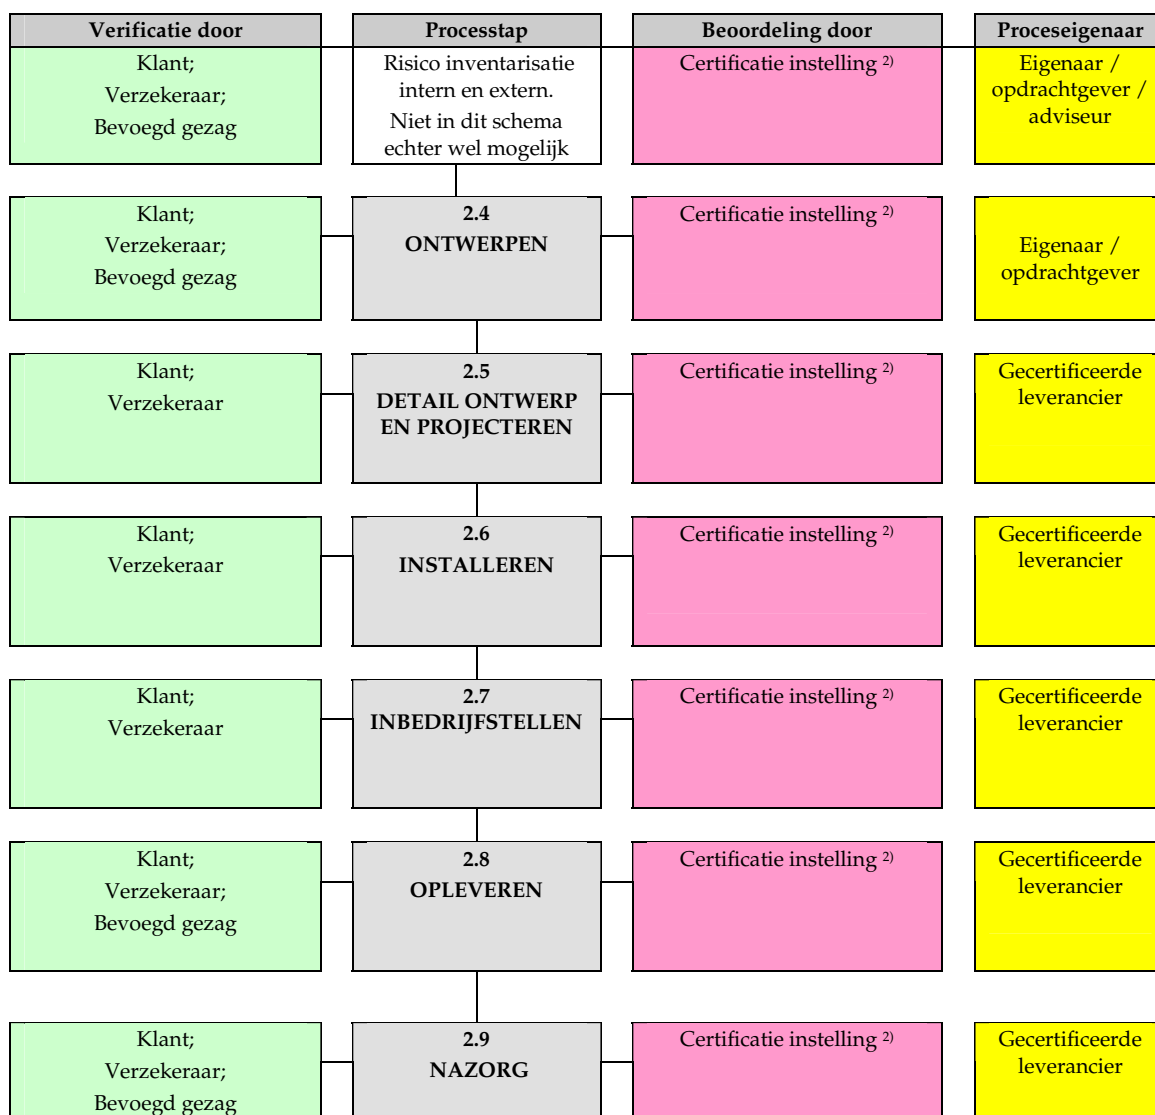 Verificatie door
Processtap
Beoordeling door
Proceseigenaar
Klant;
Verzekeraar;
Bevoegd gezag
Risico inventarisatie
intern en extern.
Niet in dit schema
echter wel mogelijk
Certificatie instelling 2)
Eigenaar /
opdrachtgever /
adviseur
Klant;
Verzekeraar;
Bevoegd gezag
2.4
ONTWERPEN
Certificatie instelling 2)
Eigenaar /
opdrachtgever
Klant;
Verzekeraar
2.5
DETAIL ONTWERP
EN PROJECTEREN
Certificatie instelling 2)
Gecertificeerde
leverancier
Klant;
Verzekeraar
2.6
INSTALLEREN
Certificatie instelling 2)
Gecertificeerde
leverancier
Klant;
Verzekeraar
2.7
INBEDRIJFSTELLEN
Certificatie instelling 2)
Gecertificeerde
leverancier
Klant;
Verzekeraar;
Bevoegd gezag
2.8
OPLEVEREN
Certificatie instelling 2)
Gecertificeerde
leverancier
Klant;
Verzekeraar;
Bevoegd gezag
2.9
NAZORG
Certificatie instelling 2)
Gecertificeerde
leverancier